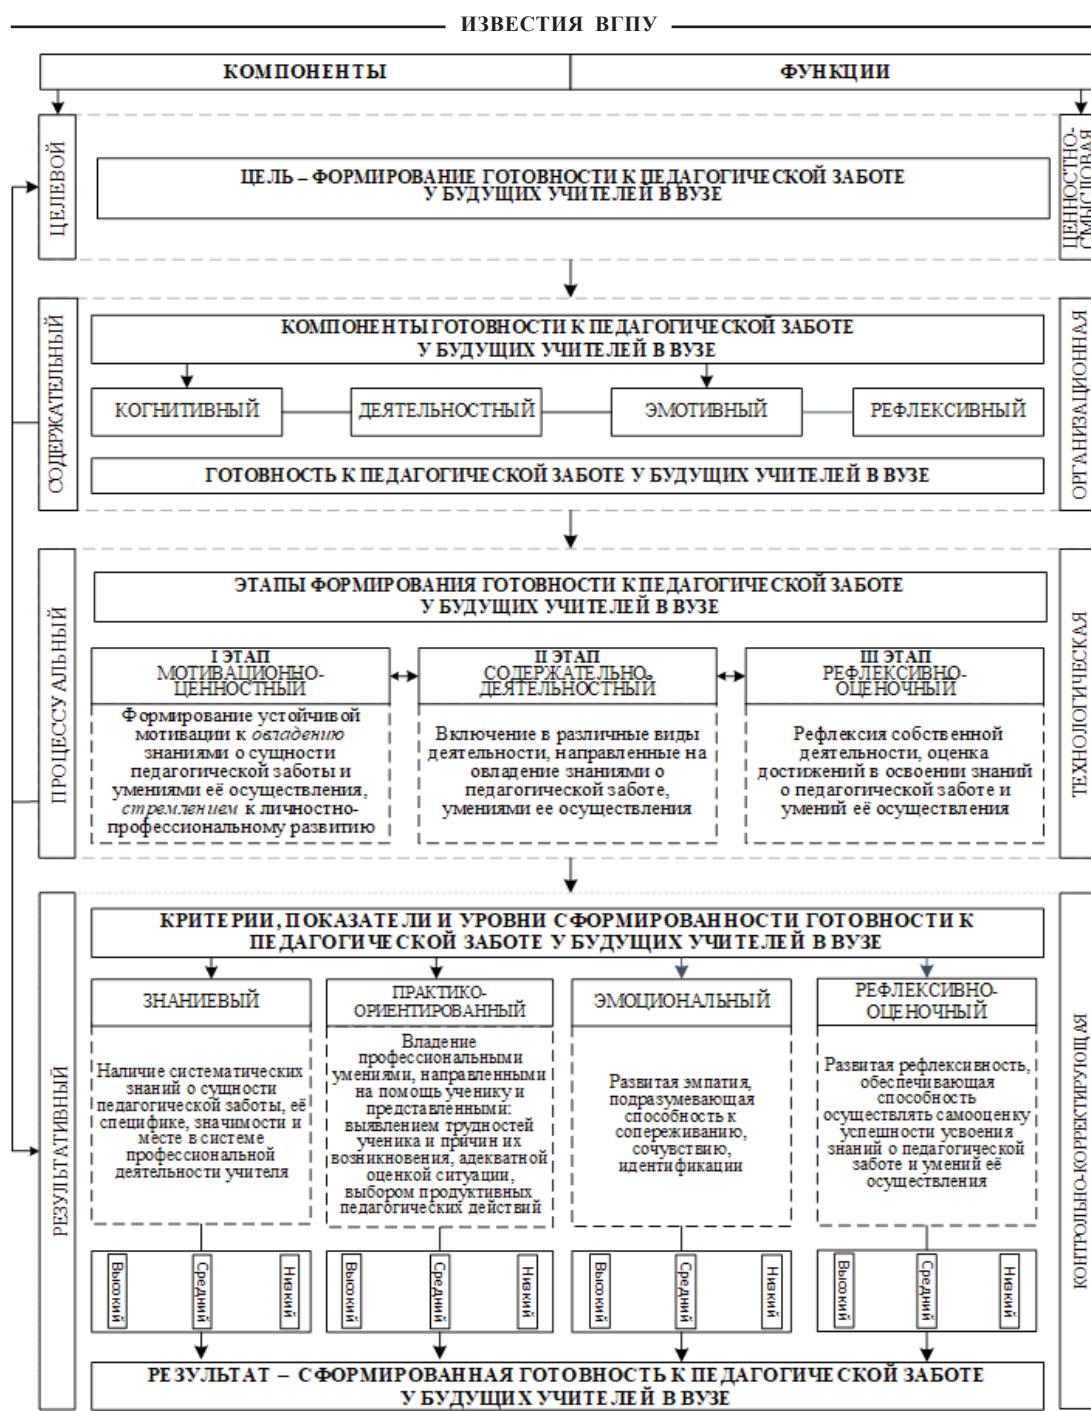 ИЗВЕСТИЯ ВГПУ
КОМПОНЕНТЫ
ФУНКЦИИ
ЦЕЛЕВОЙ
ЦЕЛЬ – ФОРМИРОВАНИЕ ГОТОВНОСТИ К ПЕДАГОГИЧЕСКОЙ ЗАБОТЕ
У БУДУЩИХ УЧИТЕЛЕЙ В ВУЗЕ
ЦЕННОСТНО-
СМЫСЛОВАЯ
СОДЕРЖАТЕЛЬНЫЙ
КОМПОНЕНТЫ ГОТОВНОСТИ К ПЕДАГОГИЧЕСКОЙ ЗАБОТЕ
У БУДУЩИХ УЧИТЕЛЕЙ В ВУЗЕ
КОГНИТИВНЫЙ
ДЕЯТЕЛЬНОСТНЫЙ
ЭМОТИВНЫЙ
РЕФЛЕКСИВНЫЙ
ГОТОВНОСТЬ К ПЕДАГОГИЧЕСКОЙ ЗАБОТЕ У БУДУЩИХ УЧИТЕЛЕЙ В ВУЗЕ
ОРГАНИЗАЦИОННАЯ
ПРОЦЕССУАЛЬНЫЙ
ЭТАПЫ ФОРМИРОВАНИЯ ГОТОВНОСТИ К ПЕДАГОГИЧЕСКОЙ ЗАБОТЕ
У БУДУЩИХ УЧИТЕЛЕЙ В ВУЗЕ
I ЭТАП
МОТИВАЦИОННО-
ЦЕННОСТНЫЙ
Формирование устойчивой
мотивации к овладению
знаниями о сущности
педагогической заботы и
умениями её осуществления,
стремлением к личностно-
профессиональному развитию
II ЭТАП
СОДЕРЖАТЕЛЬНО-
ДЕЯТЕЛЬНОСТНЫЙ
Включение в различные виды
деятельности, направленные на
овладение знаниями о
педагогической заботе,
умениями ее осуществления
III ЭТАП
РЕФЛЕКСИВНО-
ОЦЕНОЧНЫЙ
Рефлексия собственной
деятельности, оценка
достижений в освоении знаний
о педагогической заботе и
умений её осуществления
ТЕХНОЛОГИЧЕСКАЯ
РЕЗУЛЬТАТИВНЫЙ
КРИТЕРИИ, ПОКАЗАТЕЛИ И УРОВНИ СФОРМИРОВАННОСТИ ГОТОВНОСТИ К
ПЕДАГОГИЧЕСКОЙ ЗАБОТЕ У БУДУЩИХ УЧИТЕЛЕЙ В ВУЗЕ
ЗНАНИЕВЫЙ
Наличие систематических
знаний о сущности
педагогической заботы, её
специфике, значимости и
месте в системе
профессиональной
деятельности учителя
Высокий
Средний
Низкий
ПРАКТИКО-
ОРИЕНТИРОВАННЫЙ
Владение
профессиональными
умениями, направленными
на помощь ученику и
представленными:
выявлением трудностей
ученика и причин их
возникновения, адекватной
оценкой ситуации,
выбором продуктивных
педагогических действий
Высокий
Средний
Низкий
ЭМОЦИОНАЛЬНЫЙ
Развитая эмпатия,
подразумевающая
способность к
сопереживанию,
сочувствию,
идентификации
Высокий
Средний
Низкий
РЕФЛЕКСИВНО-
ОЦЕНОЧНЫЙ
Развитая рефлексивность,
обеспечивающая
способность
осуществлять самооценку
успешности усвоения
знаний о педагогической
заботе и умений её
осуществления
Высокий
Средний
Низкий
КОНТРОЛЬНО-КОРРЕКТИРУЮЩАЯ
РЕЗУЛЬТАТ – СФОРМИРОВАННАЯ ГОТОВНОСТЬ К ПЕДАГОГИЧЕСКОЙ ЗАБОТЕ
У БУДУЩИХ УЧИТЕЛЕЙ В ВУЗЕ